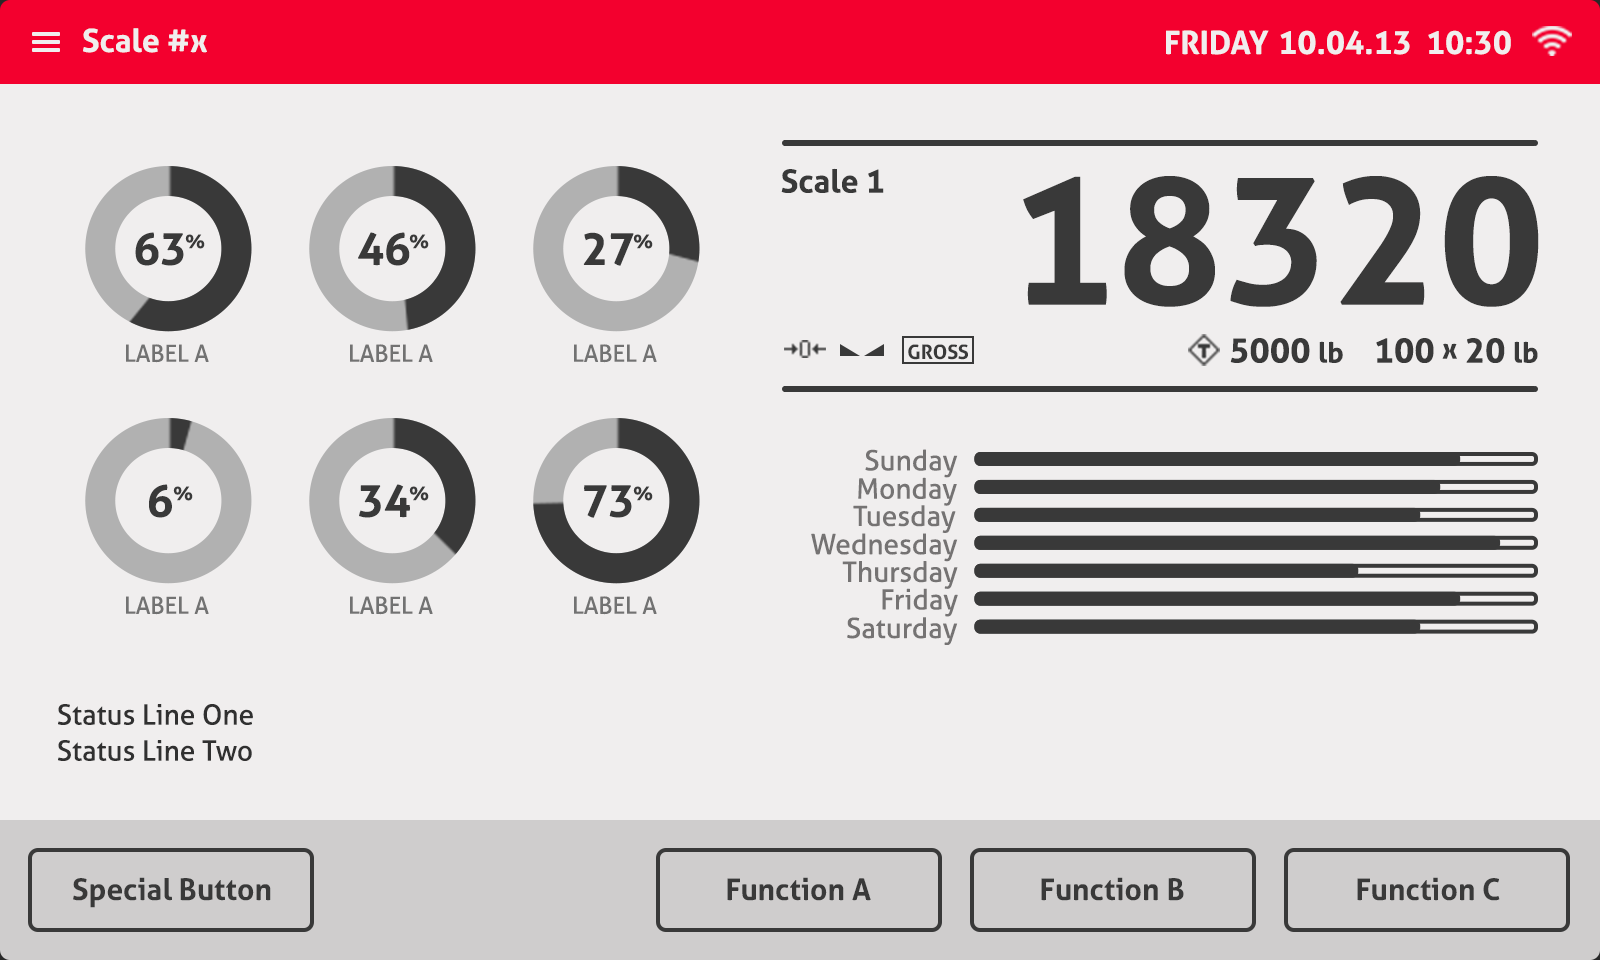 Scale #x
FRIDAY 10.04.13 10:30
63%
46%
27%
LABEL A
LABEL A
LABEL A
6%
34%
73%
LABEL A
LABEL A
LABEL A
Status Line One
Status Line Two
Scale 1
18320
→0← GROSS
T 5000 lb 100 x 20 lb
Sunday
Monday
Tuesday
Wednesday
Thursday
Friday
Saturday
Special Button
Function A
Function B
Function C